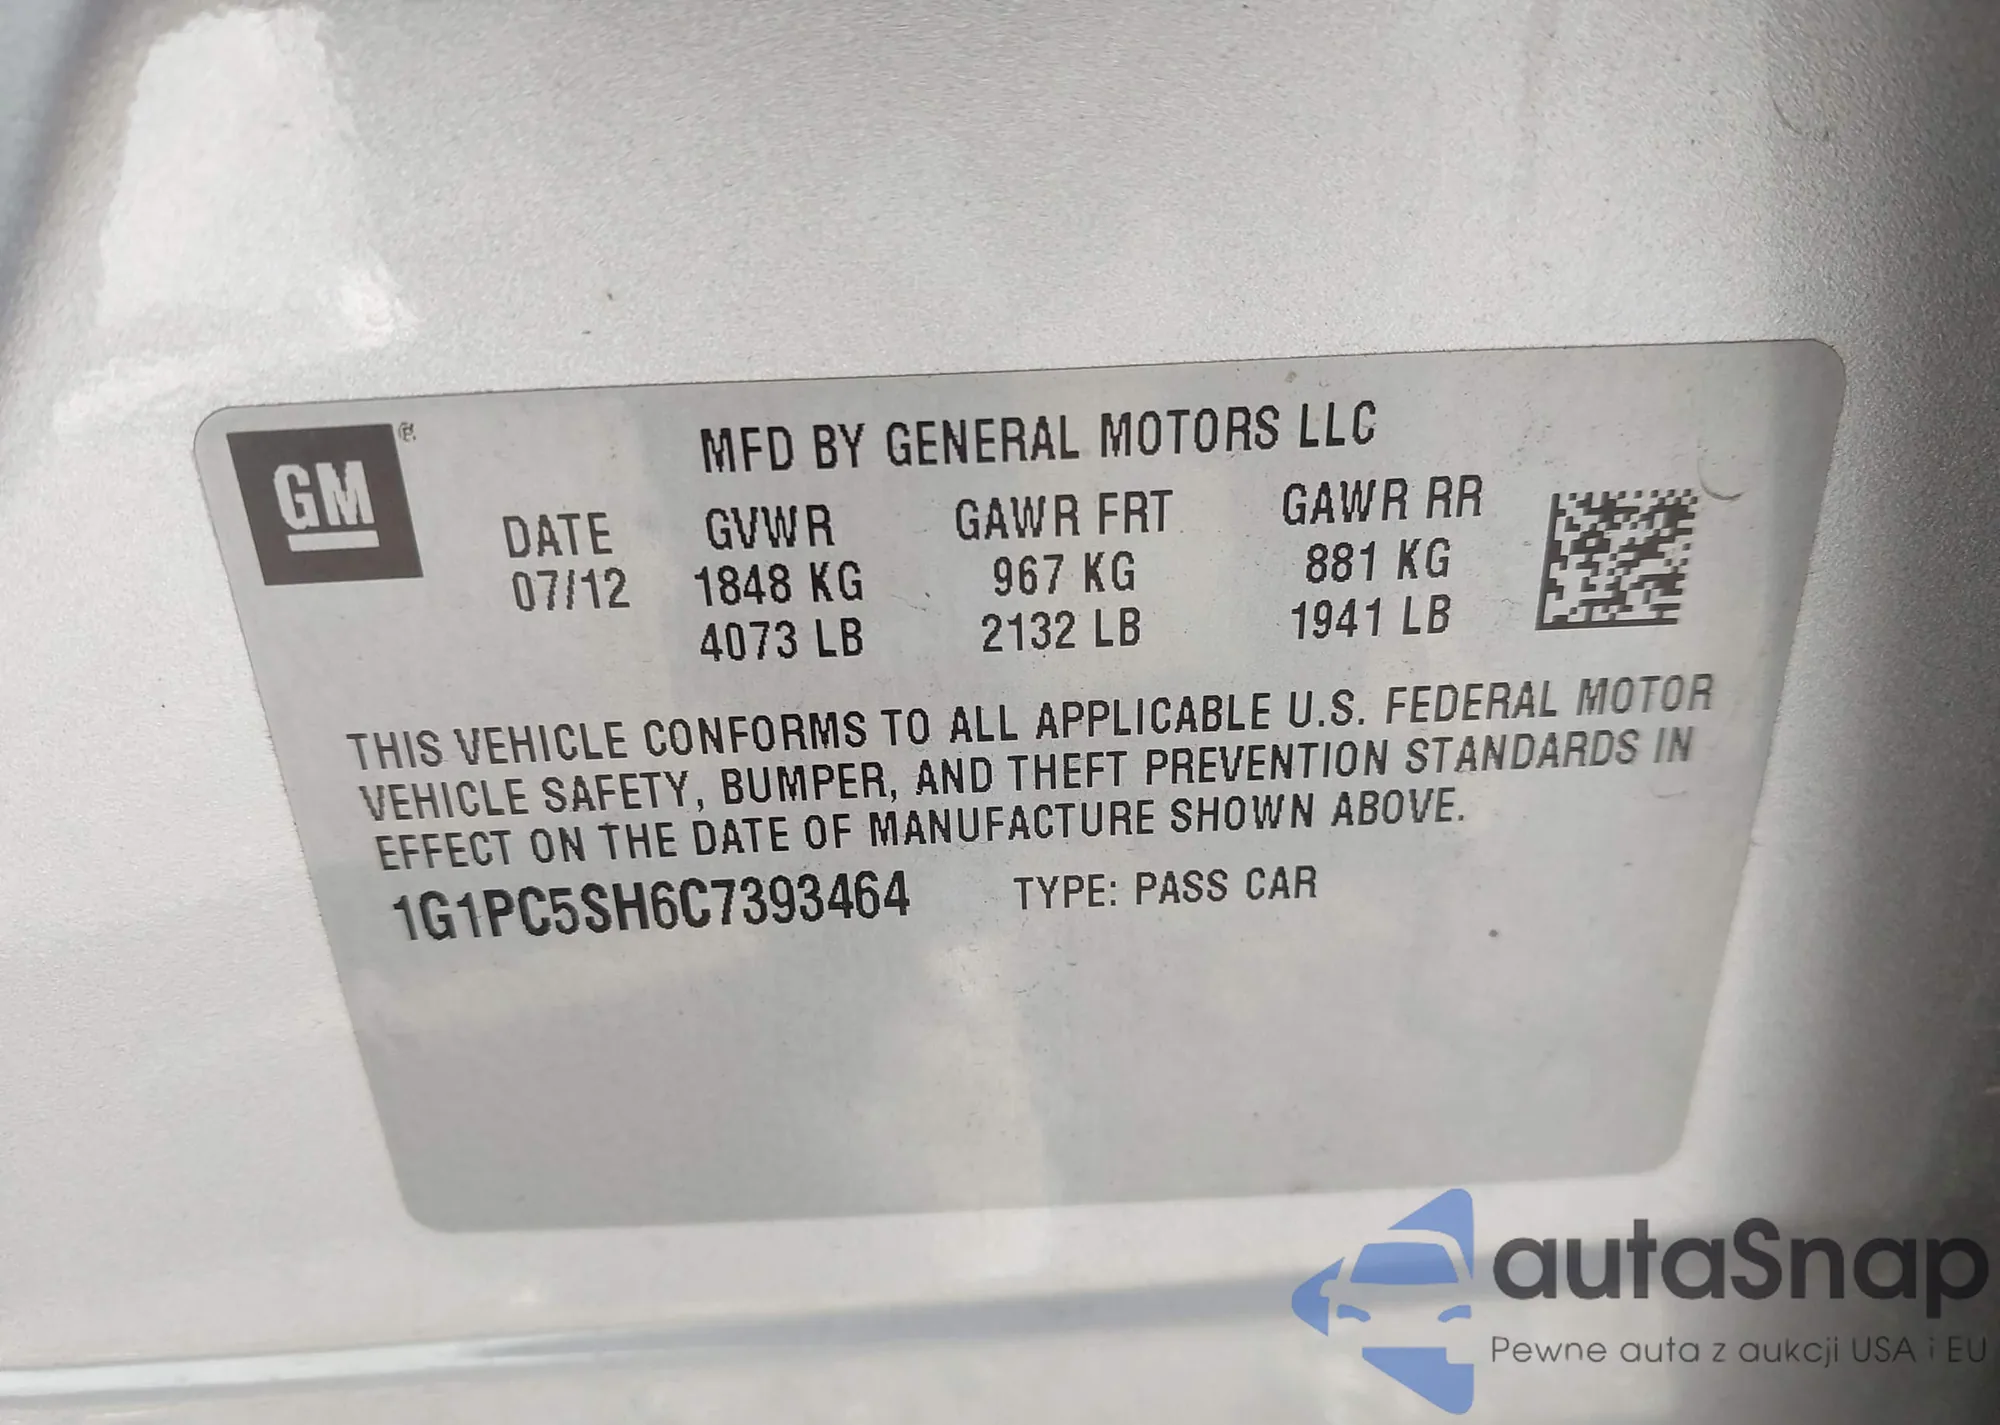 GM ®
MFD BY GENERAL MOTORS LLC
DATE GVWR GAWR FRT GAWR RR
07/12 1848 KG 967 KG 881 KG
4073 LB 2132 LB 1941 LB
THIS VEHICLE CONFORMS TO ALL APPLICABLE U.S. FEDERAL MOTOR
VEHICLE SAFETY, BUMPER, AND THEFT PREVENTION STANDARDS IN
EFFECT ON THE DATE OF MANUFACTURE SHOWN ABOVE.
1G1PC5SH6C7393464 TYPE: PASS CAR
autaSnap
Pewne auta z aukcji USA i EU